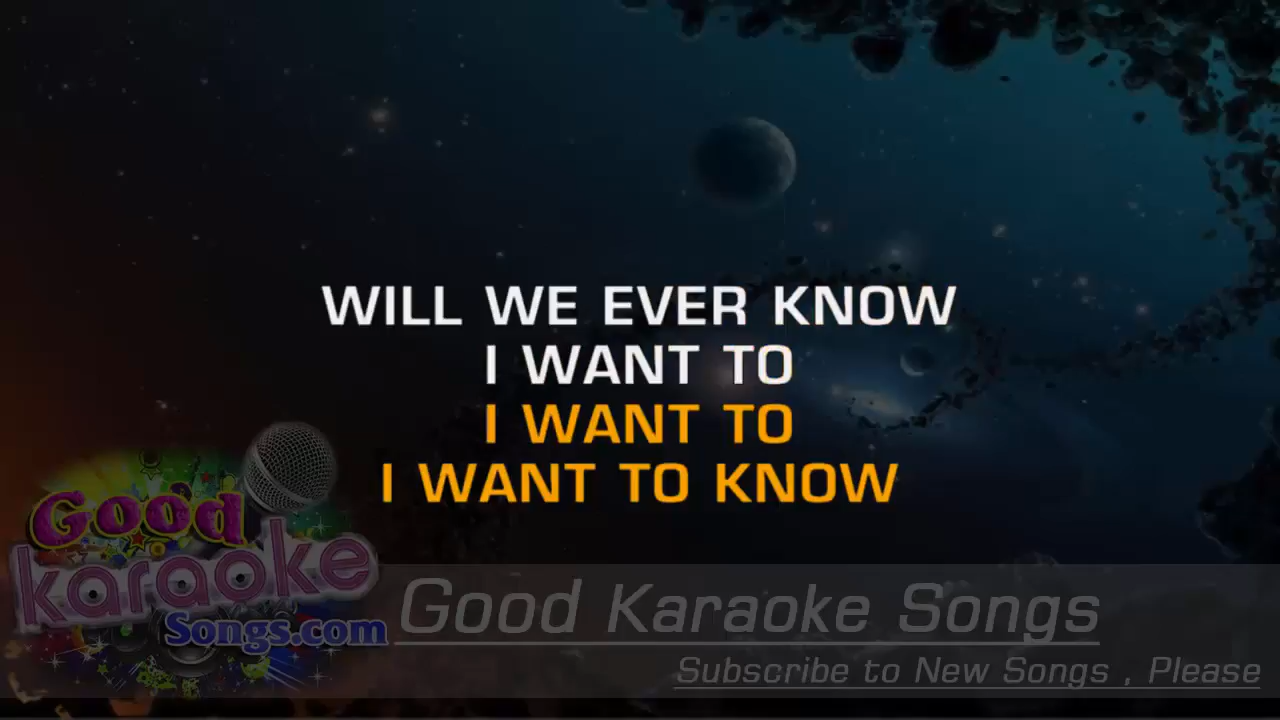 WILL WE EVER KNOW
I WANT TO
I WANT TO
I WANT TO KNOW
Good
karaoke
Songs.com
Good Karaoke Songs
Subscribe to New Songs , Please